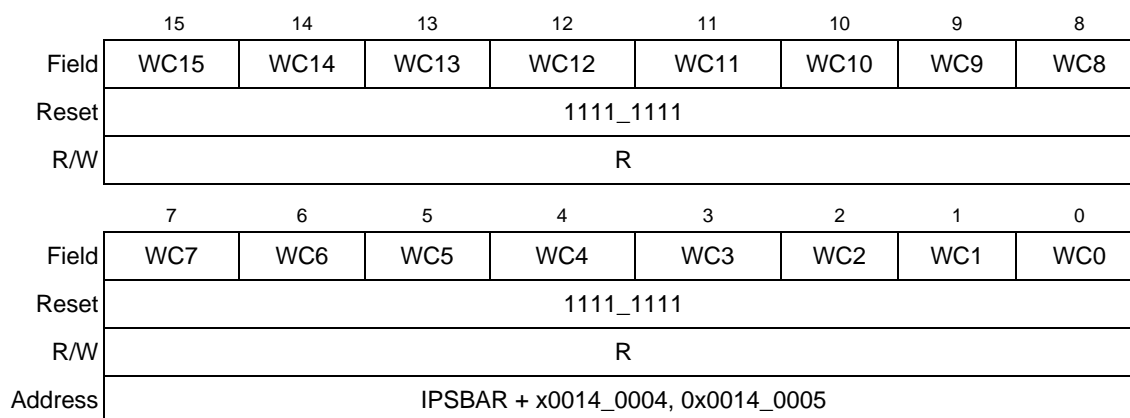 15 14 13 12 11 10 9 8
Field WC15 WC14 WC13 WC12 WC11 WC10 WC9 WC8
Reset 1111_1111
R/W R
7 6 5 4 3 2 1 0
Field WC7 WC6 WC5 WC4 WC3 WC2 WC1 WC0
Reset 1111_1111
R/W R
Address IPSBAR + x0014_0004, 0x0014_0005